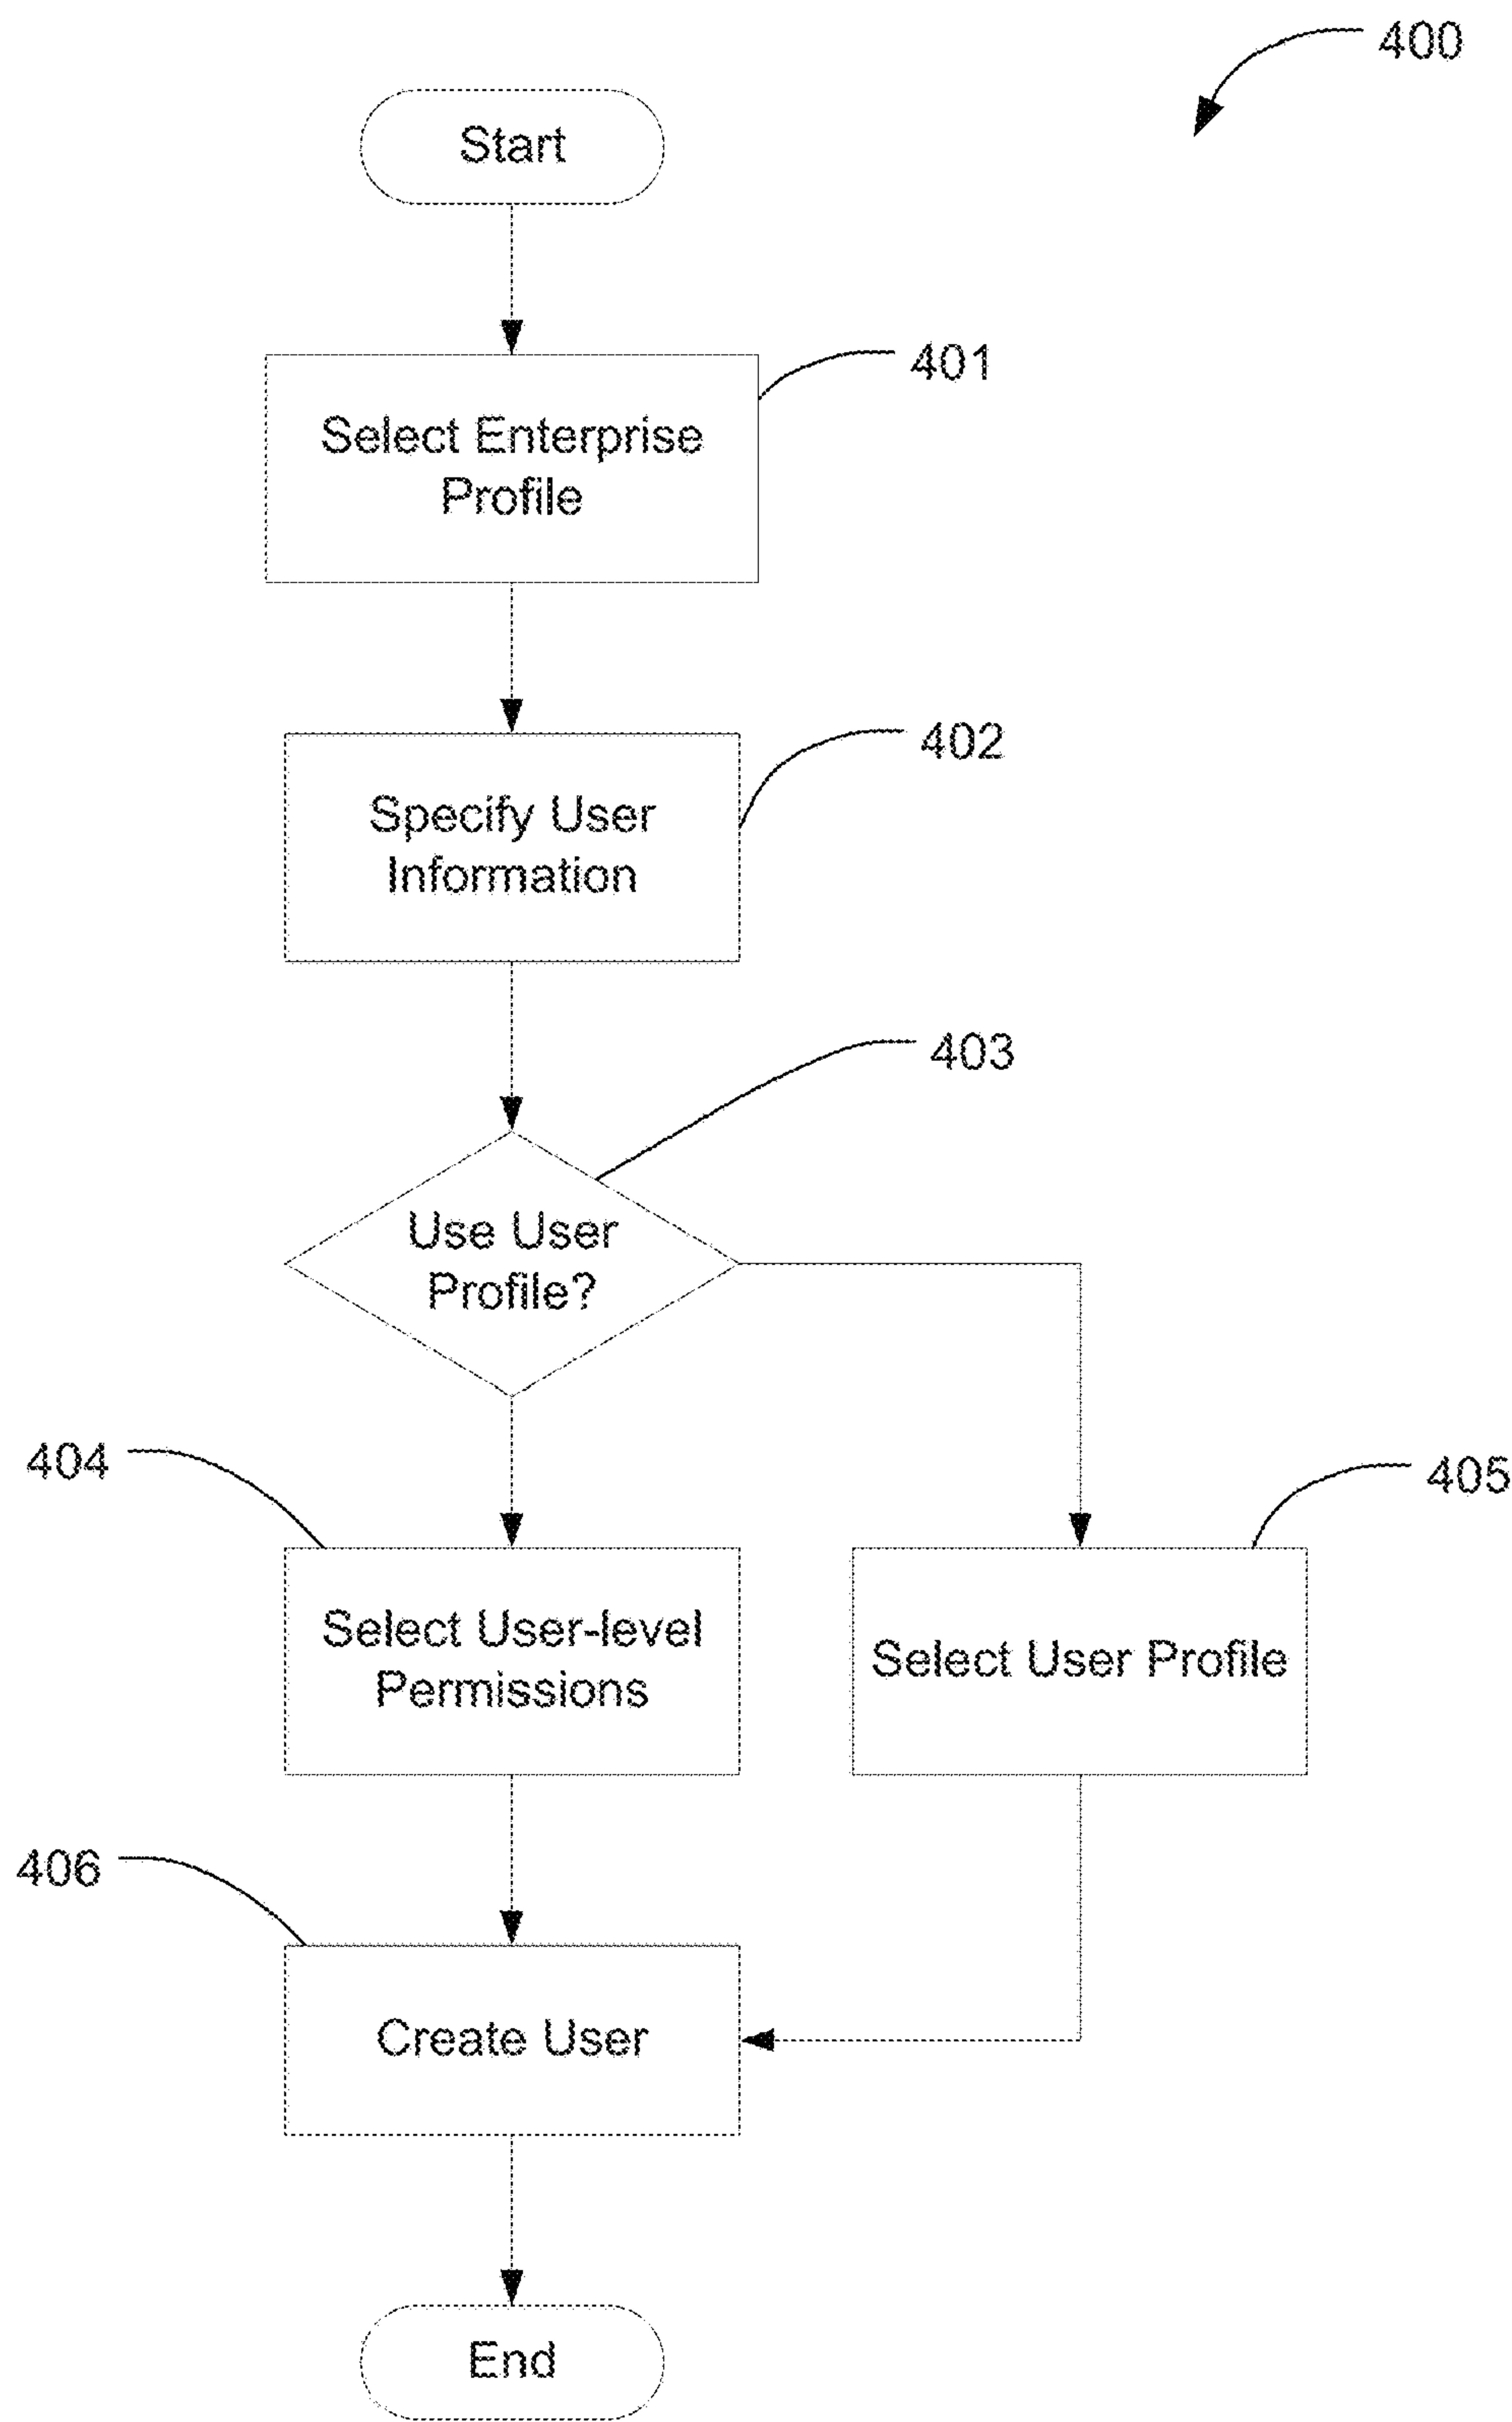 400
Start
401
Select Enterprise
Profile
402
Specify User
Information
403
Use User
Profile?
404
405
Select User-level
Permissions
Select User Profile
406
Create User
End